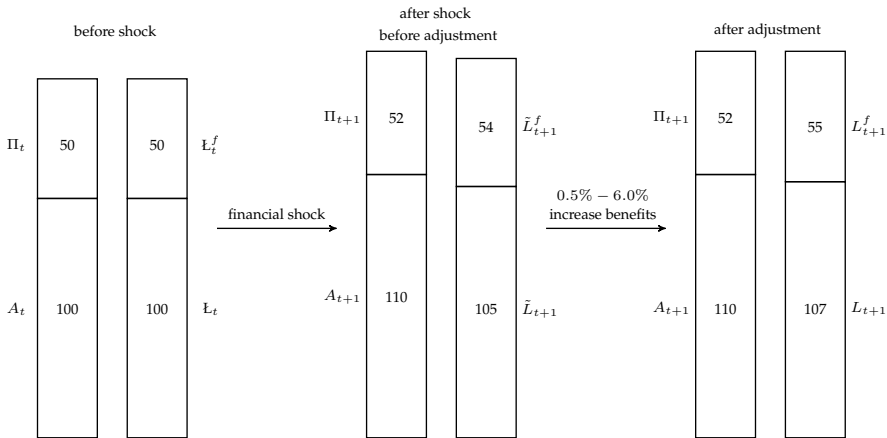 before shock
after shock
before adjustment
after adjustment
Π_t
50
50
Ł_t^f
Π_{t+1}
52
54
L̃_{t+1}^f
Π_{t+1}
52
55
L_{t+1}^f
financial shock
0.5% − 6.0%
increase benefits
A_t
100
100
Ł_t
A_{t+1}
110
105
L̃_{t+1}
A_{t+1}
110
107
L_{t+1}